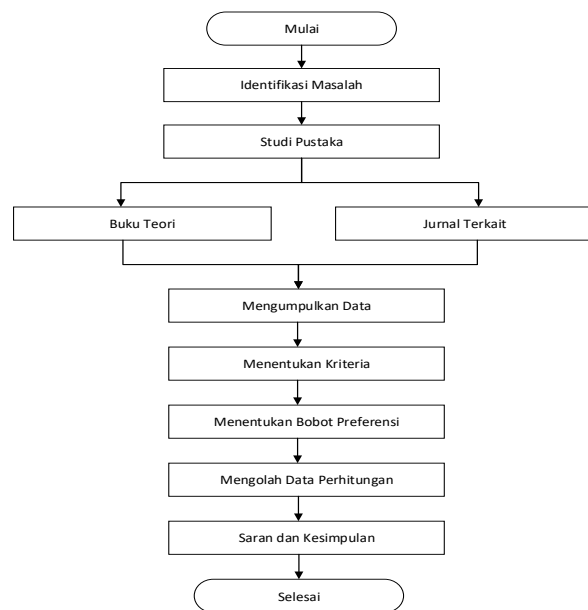 Mulai
Identifikasi Masalah
Studi Pustaka
Buku Teori
Jurnal Terkait
Mengumpulkan Data
Menentukan Kriteria
Menentukan Bobot Preferensi
Mengolah Data Perhitungan
Saran dan Kesimpulan
Selesai